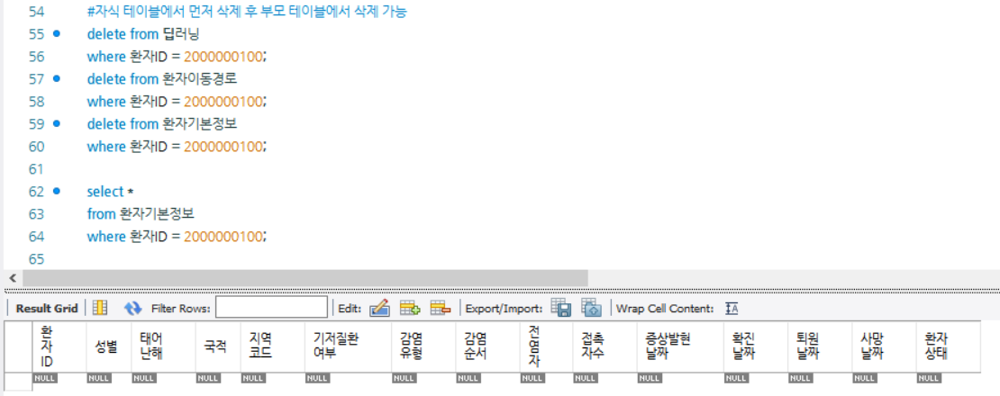 54 #자식 테이블에서 먼저 삭제 후 부모 테이블에서 삭제 가능
55 delete from 딥러닝
56 where 환자ID = 2000000100;
57 delete from 환자이동경로
58 where 환자ID = 2000000100;
59 delete from 환자기본정보
60 where 환자ID = 2000000100;
61
62 select *
63 from 환자기본정보
64 where 환자ID = 2000000100;
65
Result Grid Filter Rows: Edit: Export/Import: Wrap Cell Content: IA
환자ID 성별 태어난해 국적 지역코드 기저질환여부 감염유형 감염순서 전염자 접촉자수 증상발현날짜 확진날짜 퇴원날짜 사망날짜 환자상태
NULL NULL NULL NULL NULL NULL NULL NULL NULL NULL NULL NULL NULL NULL NULL